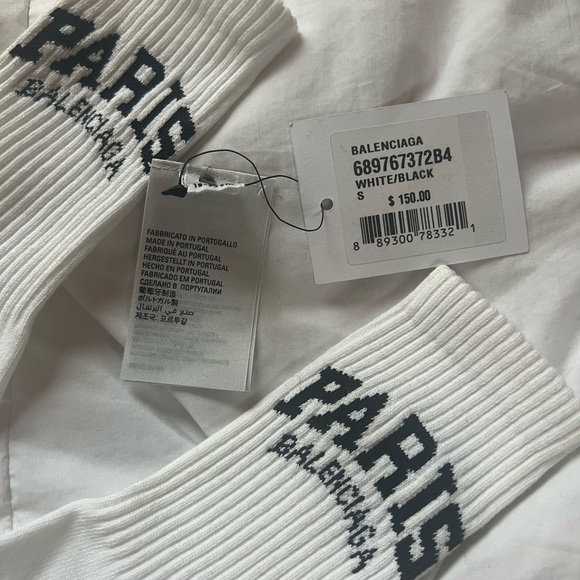 PARIS
BALENCIAGA
BALENCIAGA
689767372B4
WHITE/BLACK
S $ 150.00
8 89300 78332 1
FABBRICATO IN PORTOGALLO
MADE IN PORTUGAL
FABRIQUÉ AU PORTUGAL
HERGESTELLT IN PORTUGAL
HECHO EN PORTUGAL
FABRICADO EM PORTUGAL
СДЕЛАНО В ПОРТУГАЛИИ
葡萄牙制造
ポルトガル製
صنع في البرتغال
제조국: 포르투갈
PARIS
BALENCIAGA